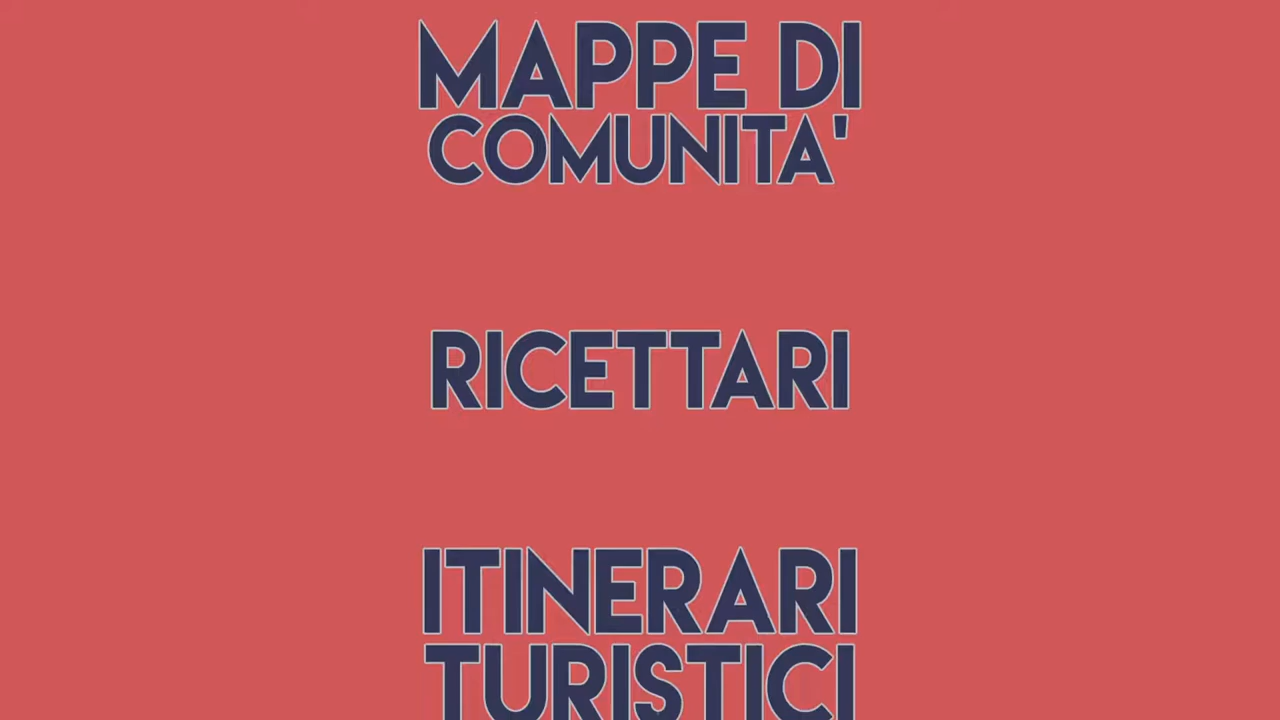 MAPPE DI
COMUNITA'
RICETTARI
ITINERARI
TURISTICI